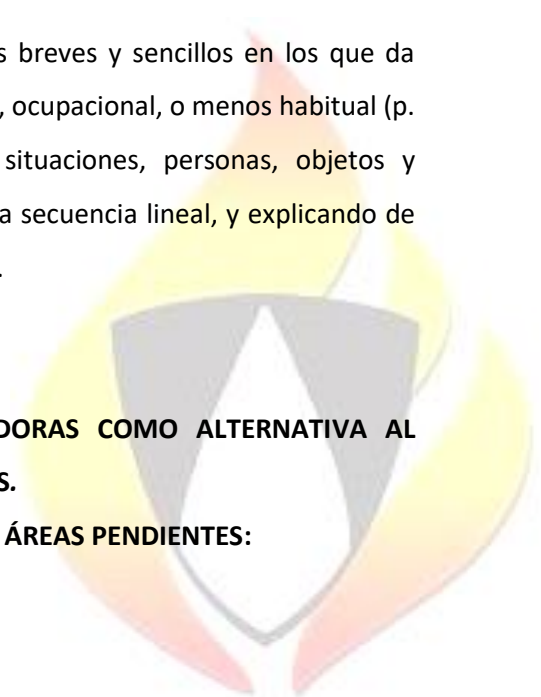 s breves y sencillos en los que da
, ocupacional, o menos habitual (p.
situaciones, personas, objetos y
a secuencia lineal, y explicando de
.
DORAS COMO ALTERNATIVA AL
S.
ÁREAS PENDIENTES: